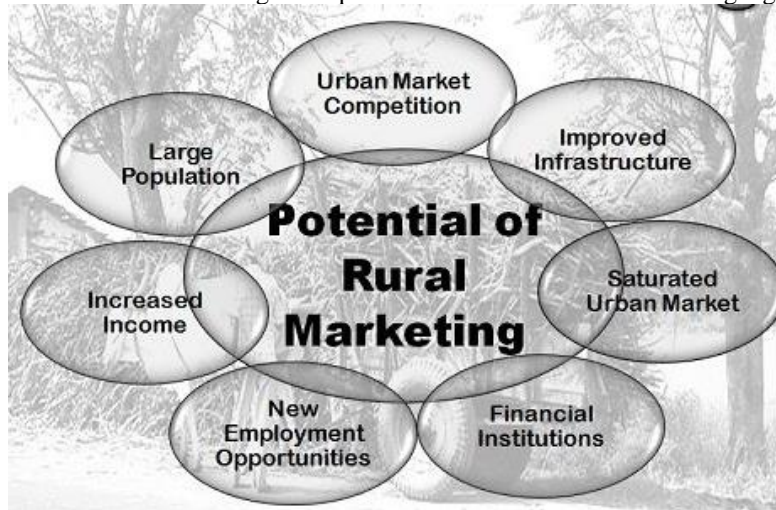 Urban Market
Competition
Improved
Infrastructure
Large
Population
Potential of
Rural
Marketing
Saturated
Urban Market
Increased
Income
New
Employment
Opportunities
Financial
Institutions